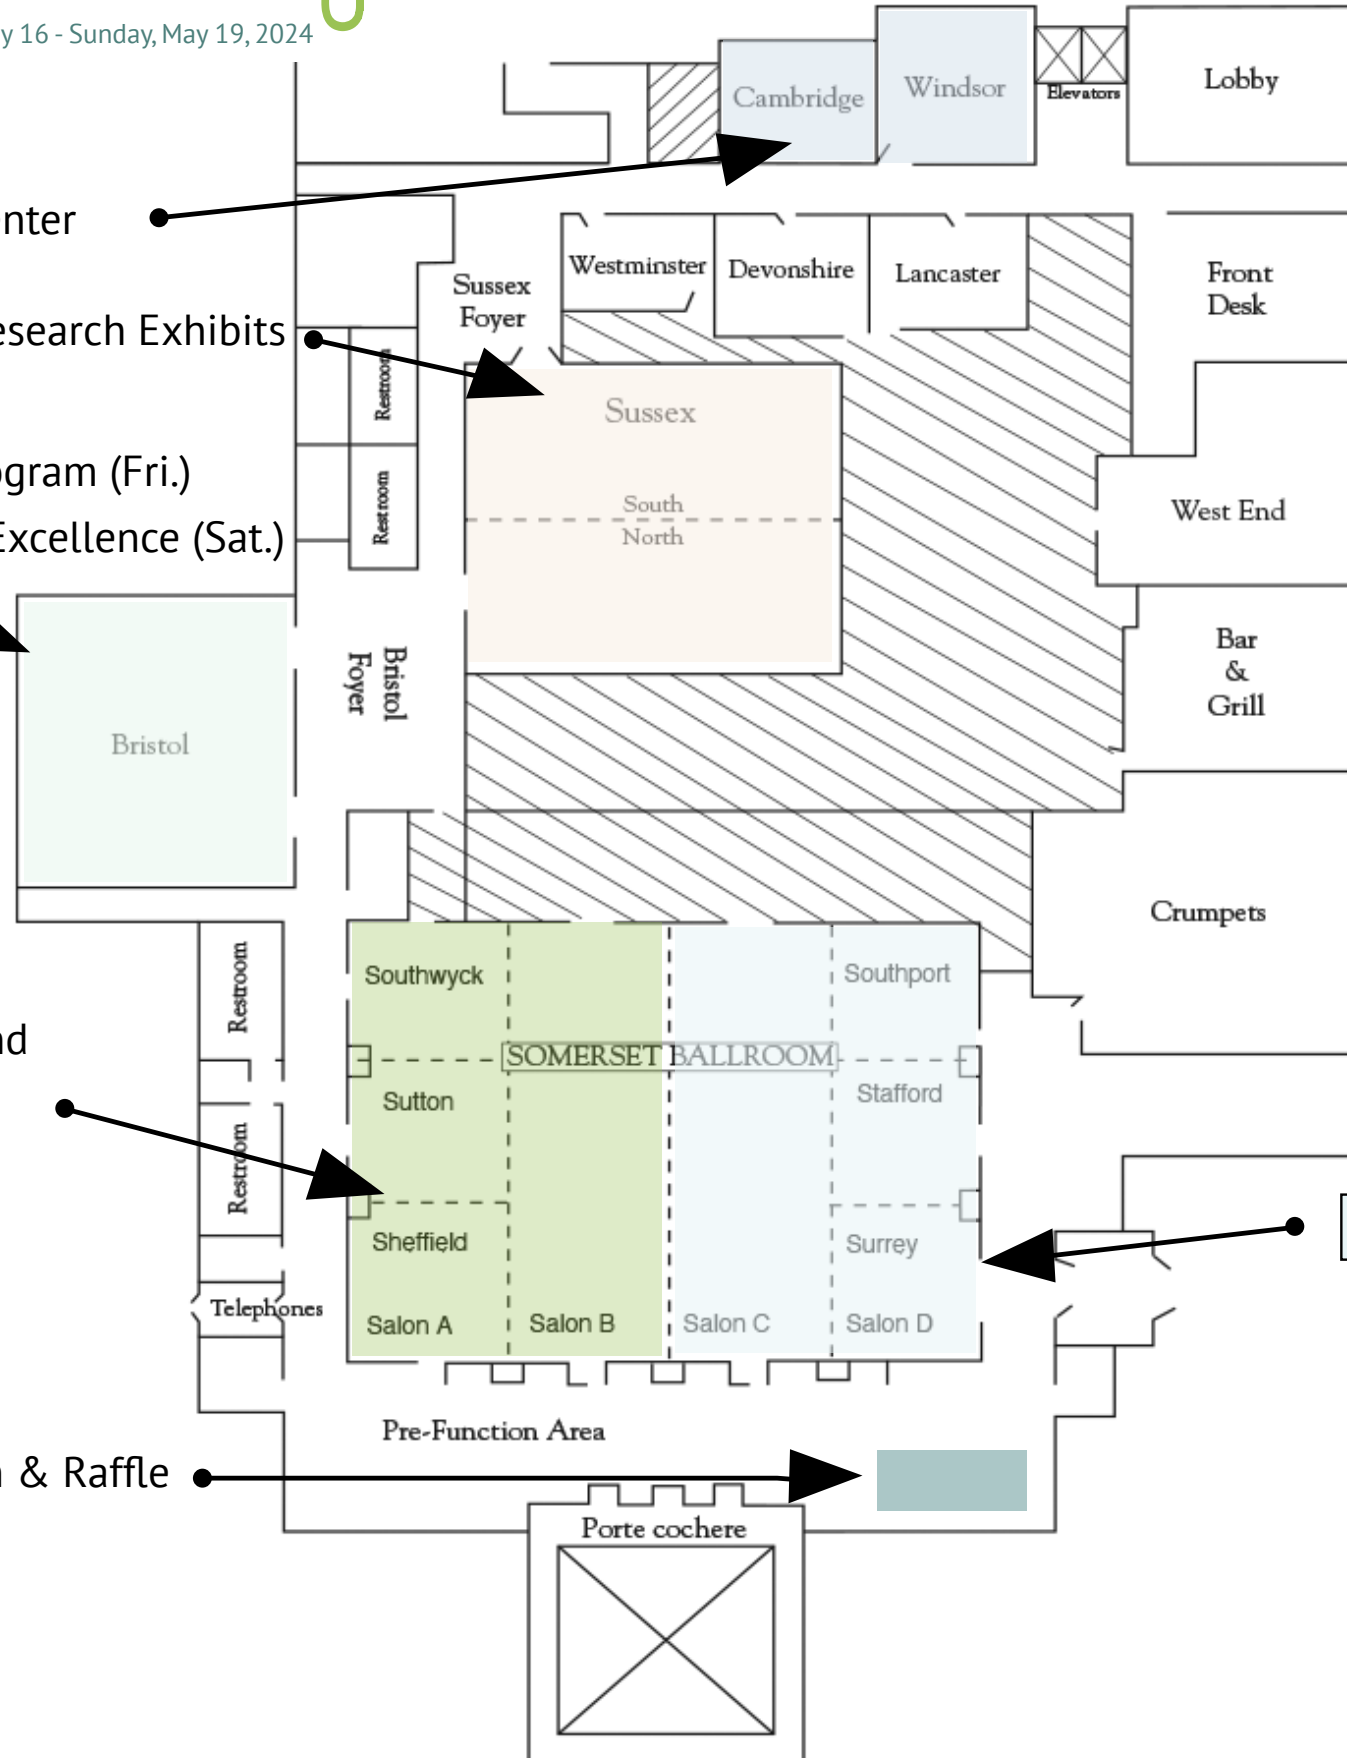 y 16 - Sunday, May 19, 2024
Cambridge
Windsor
Elevators
Lobby
nter
Westminster
Devonshire
Lancaster
Front
Desk
Sussex
Foyer
esearch Exhibits
Restroom
Sussex
South
North
gram (Fri.)
Restroom
West End
Excellence (Sat.)
Bristol
Foyer
Bar
&
Grill
Bristol
Crumpets
Restroom
Southwyck
Southport
nd
SOMERSET BALLROOM
Sutton
Stafford
Restroom
Sheffield
Surrey
Telephones
Salon A
Salon B
Salon C
Salon D
Pre-Function Area
& Raffle
Porte cochere